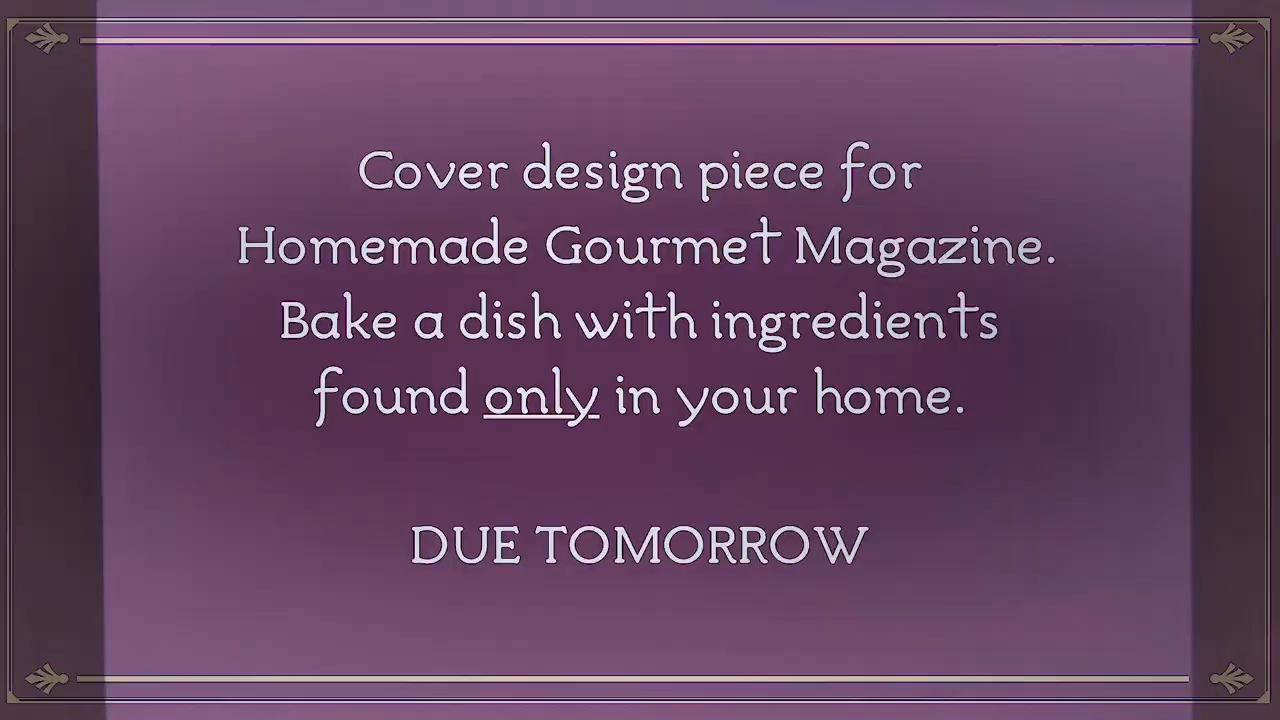 Cover design piece for
Homemade Gourmet Magazine.
Bake a dish with ingredients
found only in your home.
DUE TOMORROW